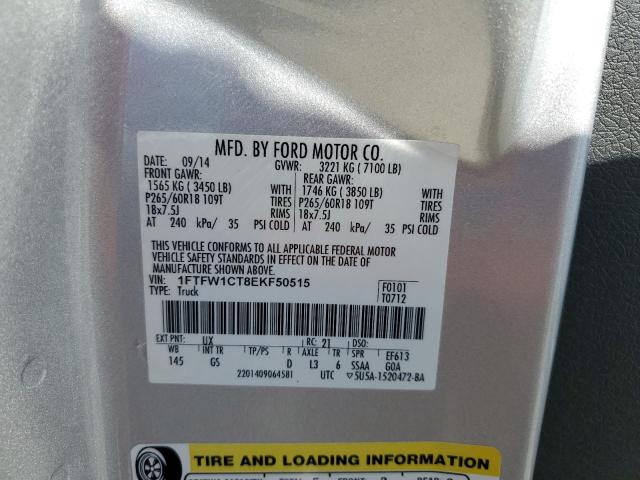 MFD. BY FORD MOTOR CO.
DATE: 09/14 GVWR: 3221 KG ( 7100 LB)
FRONT GAWR: REAR GAWR:
1565 KG ( 3450 LB) WITH 1746 KG ( 3850 LB) WITH
P265/60R18 109T TIRES P265/60R18 109T TIRES
18x7.5J RIMS 18x7.5J RIMS
AT 240 kPa/ 35 PSI COLD AT 240 kPa/ 35 PSI COLD
THIS VEHICLE CONFORMS TO ALL APPLICABLE FEDERAL MOTOR
VEHICLE SAFETY STANDARDS IN EFFECT ON THE DATE OF
MANUFACTURE SHOWN ABOVE.
VIN: 1FTFW1CT8EKF50515 F0101
TYPE: Truck T0712
EXT PNT: UX RC: 21 DSO:
WB INT TR TP/PS R AXLE TR SPR EF613
145 GS D L3 6 SSAA G0A
2201409064581 UTC ▽5U5A-1520472-BA
TIRE AND LOADING INFORMATION